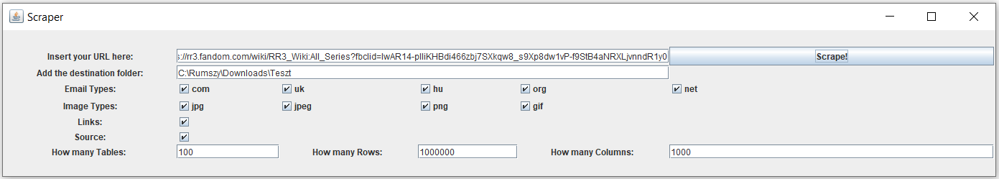 Scraper
Insert your URL here: s://rr3.fandom.com/wiki/RR3_Wiki:All_Series?fbclid=IwAR14-pIliKHBdi466zbj7SXkqw8_s9Xp8dw1vP-f9StB4aNRXLjvnndR1y0 Scrape!
Add the destination folder: C:\Rumszy\Downloads\Teszt
Email Types: com uk hu org net
Image Types: jpg jpeg png gif
Links:
Source:
How many Tables: 100 How many Rows: 1000000 How many Columns: 1000